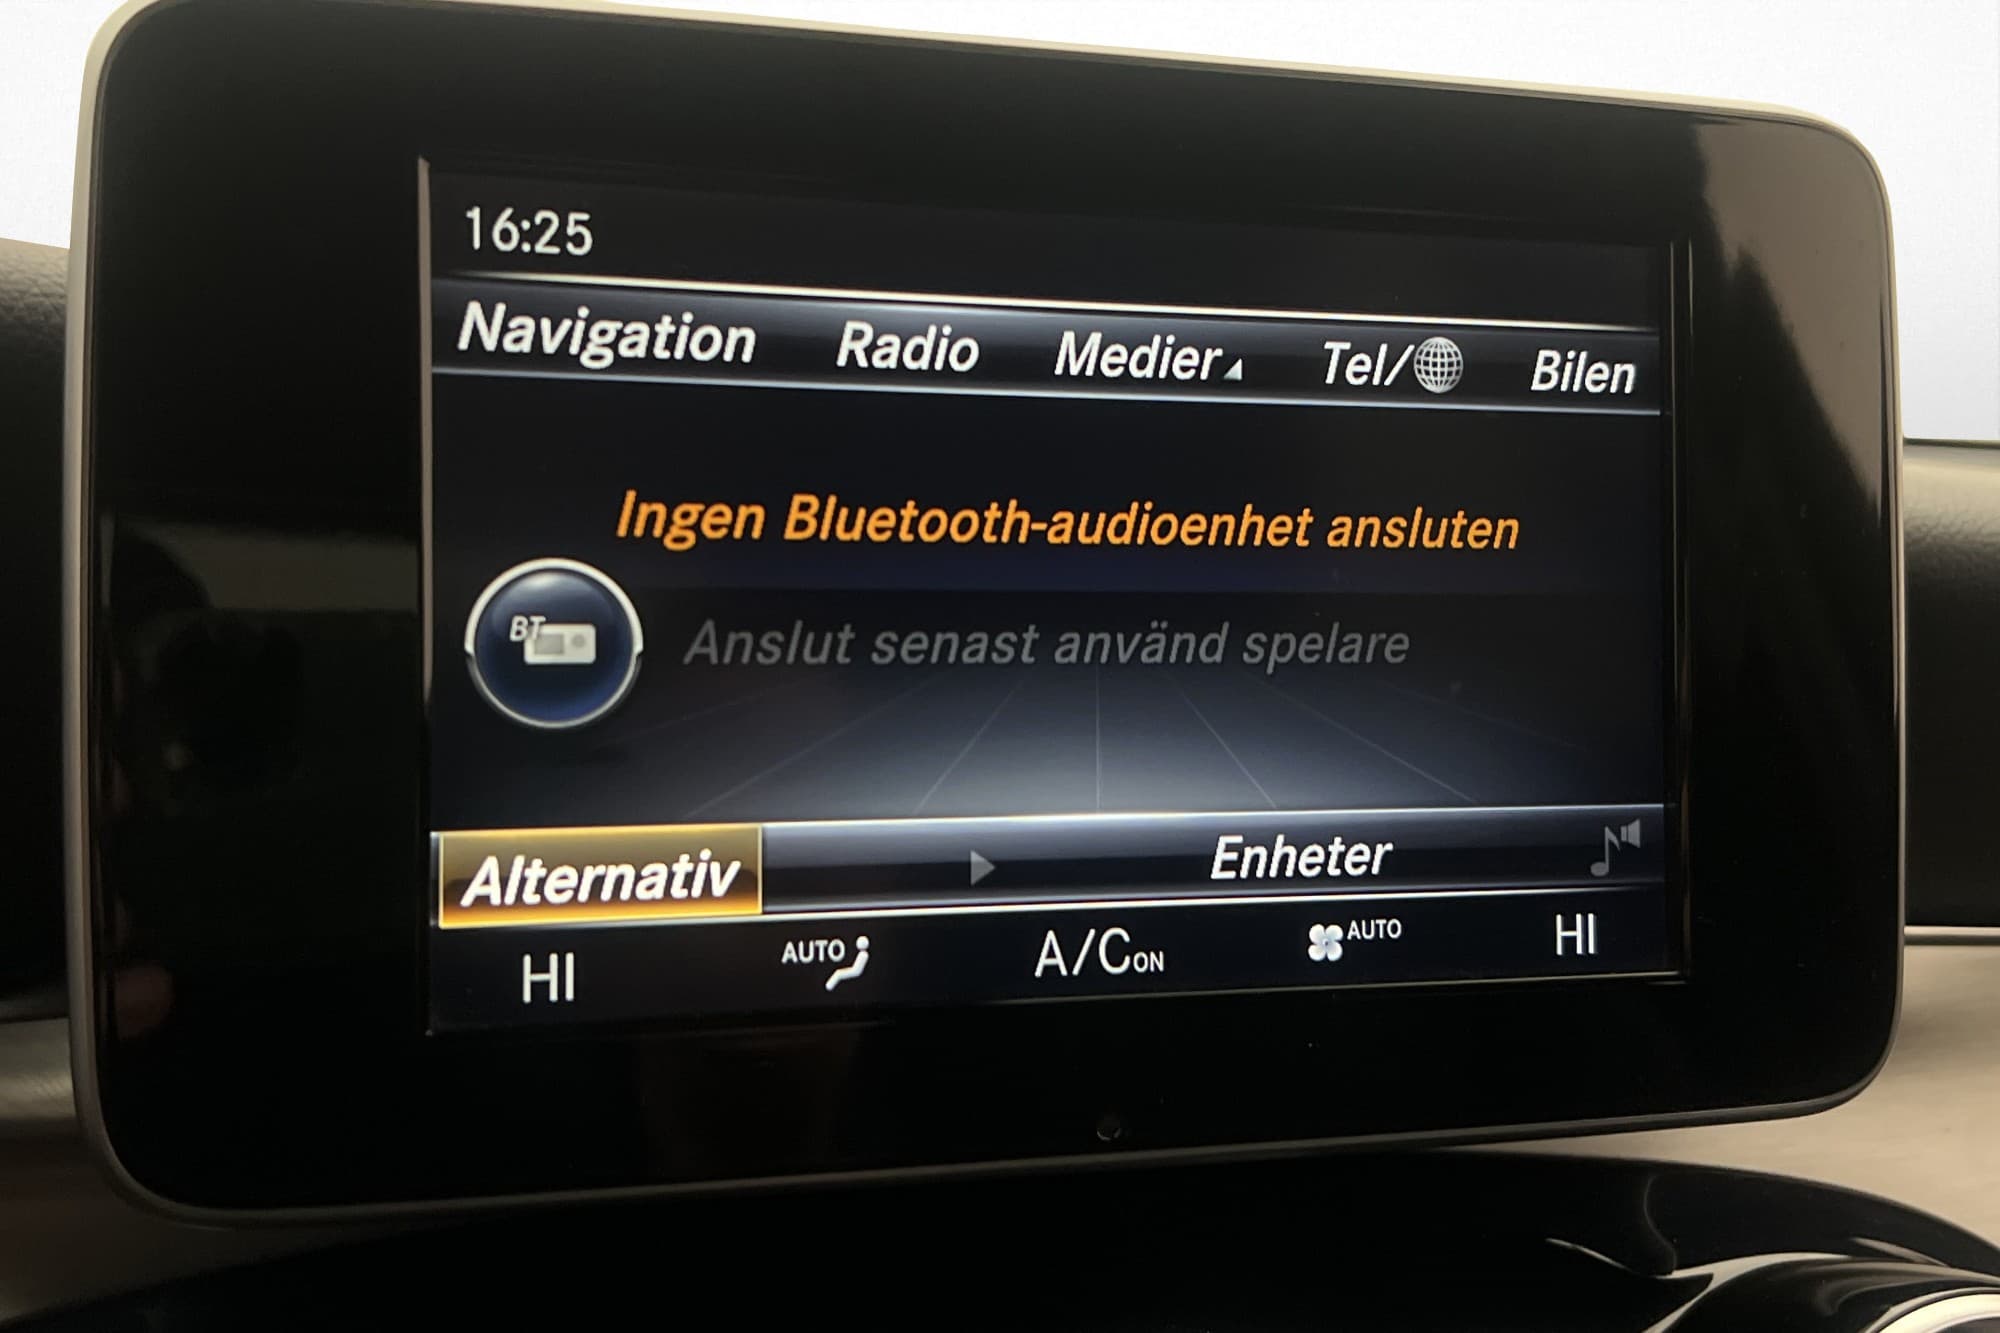 16:25
Navigation Radio Medier Tel/ Bilen
Ingen Bluetooth-audioenhet ansluten
BT
Anslut senast använd spelare
Alternativ Enheter
HI AUTO A/C ON AUTO HI